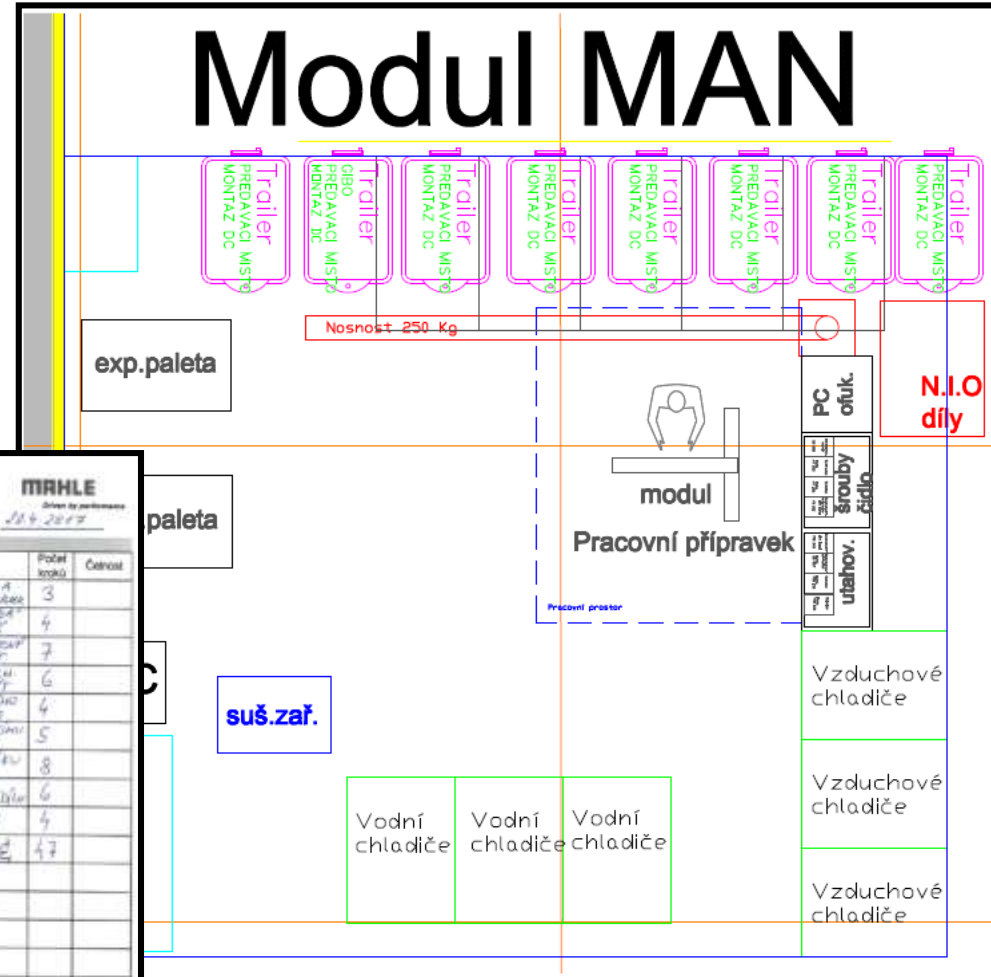 Modul MAN
Trailer
PREDAVACI MISTO
MONTAZ DC
Trailer
GIBO
PREDAVACI MISTO
MONTAZ DC
Trailer
PREDAVACI MISTO
MONTAZ DC
Trailer
PREDAVACI MISTO
MONTAZ DC
Trailer
PREDAVACI MISTO
MONTAZ DC
Trailer
PREDAVACI MISTO
MONTAZ DC
Trailer
PREDAVACI MISTO
MONTAZ DC
Trailer
PREDAVACI MISTO
MONTAZ DC
Nosnost 250 Kg
exp.paleta
PC
ofuk.
N.I.O
díly
šrouby
čidlo
modul
Pracovní přípravek
utahov.
Pracovní prostor
.paleta
C
suš.zař.
Vzduchové
chladiče
Vzduchové
chladiče
Vzduchové
chladiče
Vodní
chladiče
Vodní
chladiče
Vodní
chladiče
MAHLE
Driven by performance
Počet
kroků
Četnost
3
4
7
6
4
5
8
6
4
47